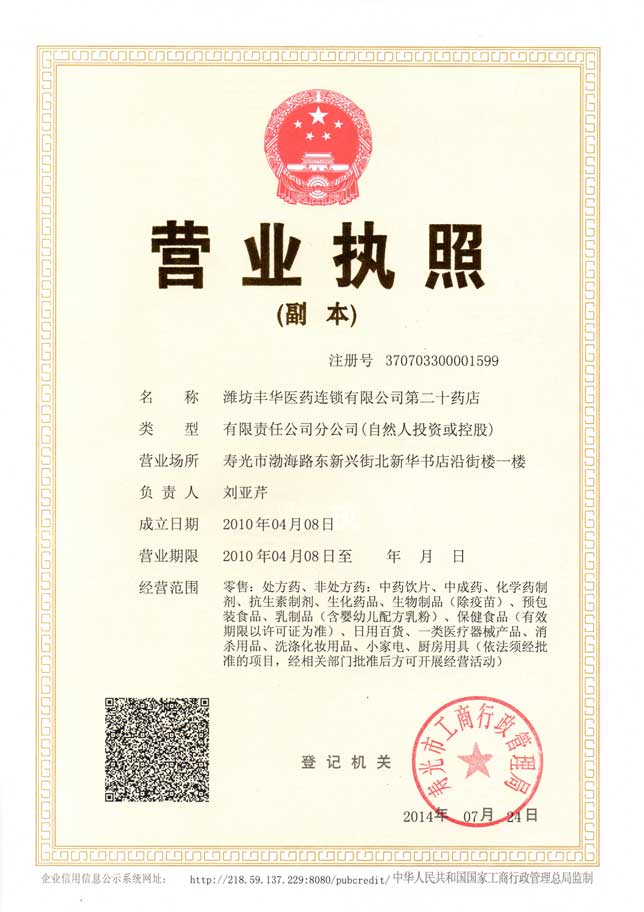 营业执照
(副 本)
注册号 370703300001599
名 称 潍坊丰华医药连锁有限公司第二十药店
类 型 有限责任公司分公司(自然人投资或控股)
营业场所 寿光市渤海路东新兴街北新华书店沿街楼一楼
负 责 人 刘亚芹
成立日期 2010年04月08日
营业期限 2010年04月08日至 年 月 日
经营范围 零售：处方药、非处方药：中药饮片、中成药、化学药制
剂、抗生素制剂、生化药品、生物制品（除疫苗）、预包
装食品、乳制品（含婴幼儿配方乳粉）、保健食品（有效
期限以许可证为准）、日用百货、一类医疗器械产品、消
杀用品、洗涤化妆用品、小家电、厨房用具（依法须经批
准的项目，经相关部门批准后方可开展经营活动）
登记机关
寿光市工商行政管理局
2014年 07月 24日
企业信用信息公示系统网址： http://218.59.137.229:8080/pubcredit/ 中华人民共和国国家工商行政管理总局监制